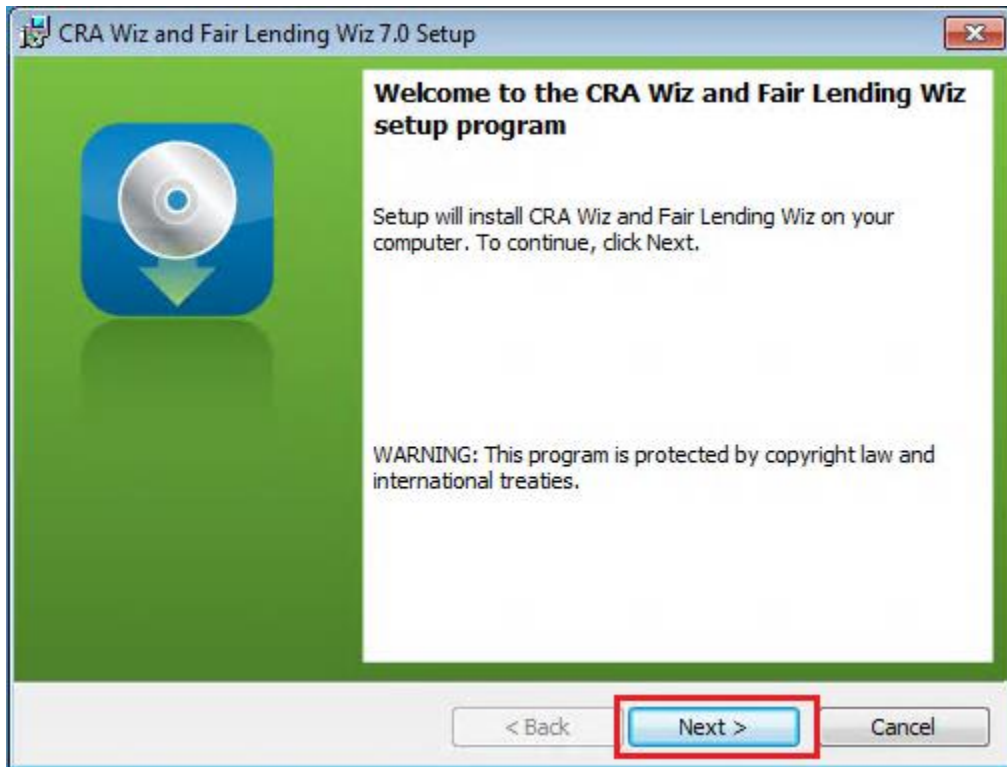 CRA Wiz and Fair Lending Wiz 7.0 Setup
Welcome to the CRA Wiz and Fair Lending Wiz
setup program
Setup will install CRA Wiz and Fair Lending Wiz on your
computer. To continue, click Next.
WARNING: This program is protected by copyright law and
international treaties.
< Back Next > Cancel